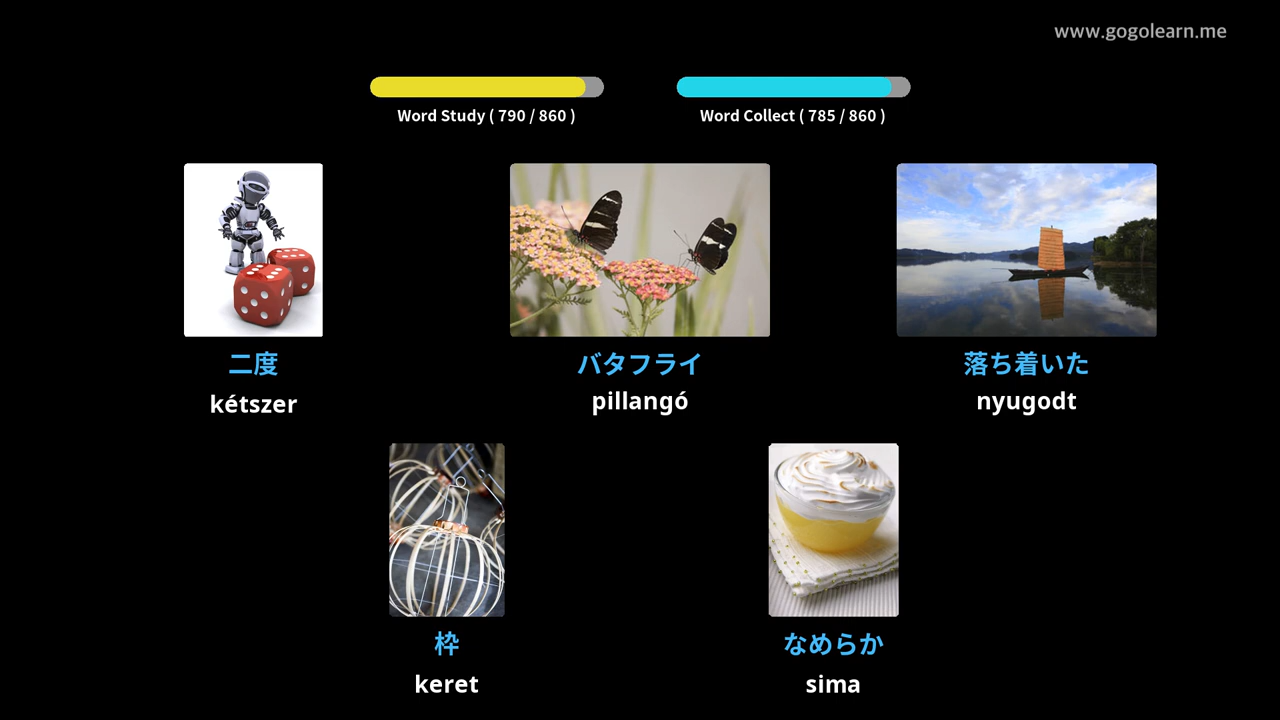 www.gogolearn.me
Word Study ( 790 / 860 )
Word Collect ( 785 / 860 )
二度
kétszer
バタフライ
pillangó
落ち着いた
nyugodt
枠
keret
なめらか
sima